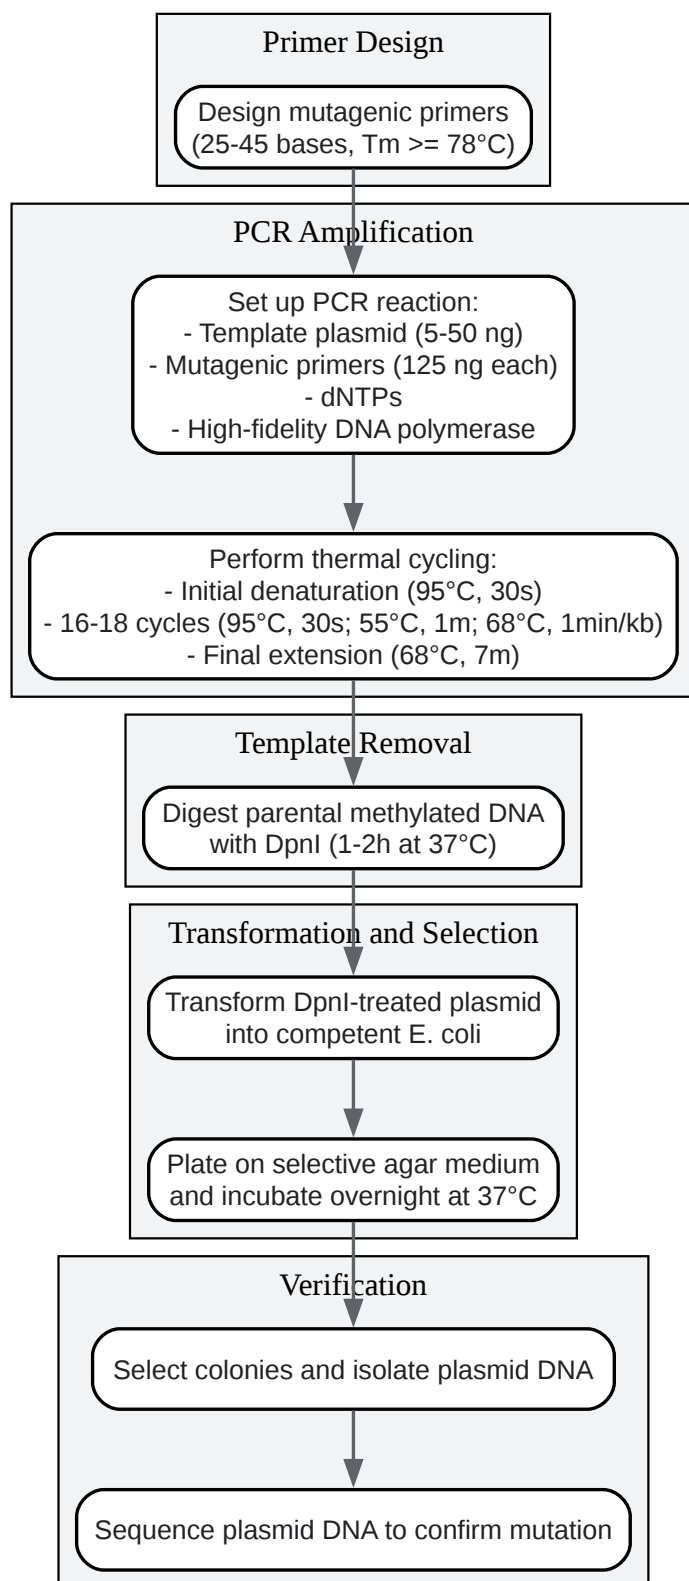 Primer Design
Design mutagenic primers
(25-45 bases, Tm >= 78°C)
PCR Amplification
Set up PCR reaction:
- Template plasmid (5-50 ng)
- Mutagenic primers (125 ng each)
- dNTPs
- High-fidelity DNA polymerase
Perform thermal cycling:
- Initial denaturation (95°C, 30s)
- 16-18 cycles (95°C, 30s; 55°C, 1m; 68°C, 1min/kb)
- Final extension (68°C, 7m)
Template Removal
Digest parental methylated DNA
with DpnI (1-2h at 37°C)
Transformation and Selection
Transform DpnI-treated plasmid
into competent E. coli
Plate on selective agar medium
and incubate overnight at 37°C
Verification
Select colonies and isolate plasmid DNA
Sequence plasmid DNA to confirm mutation